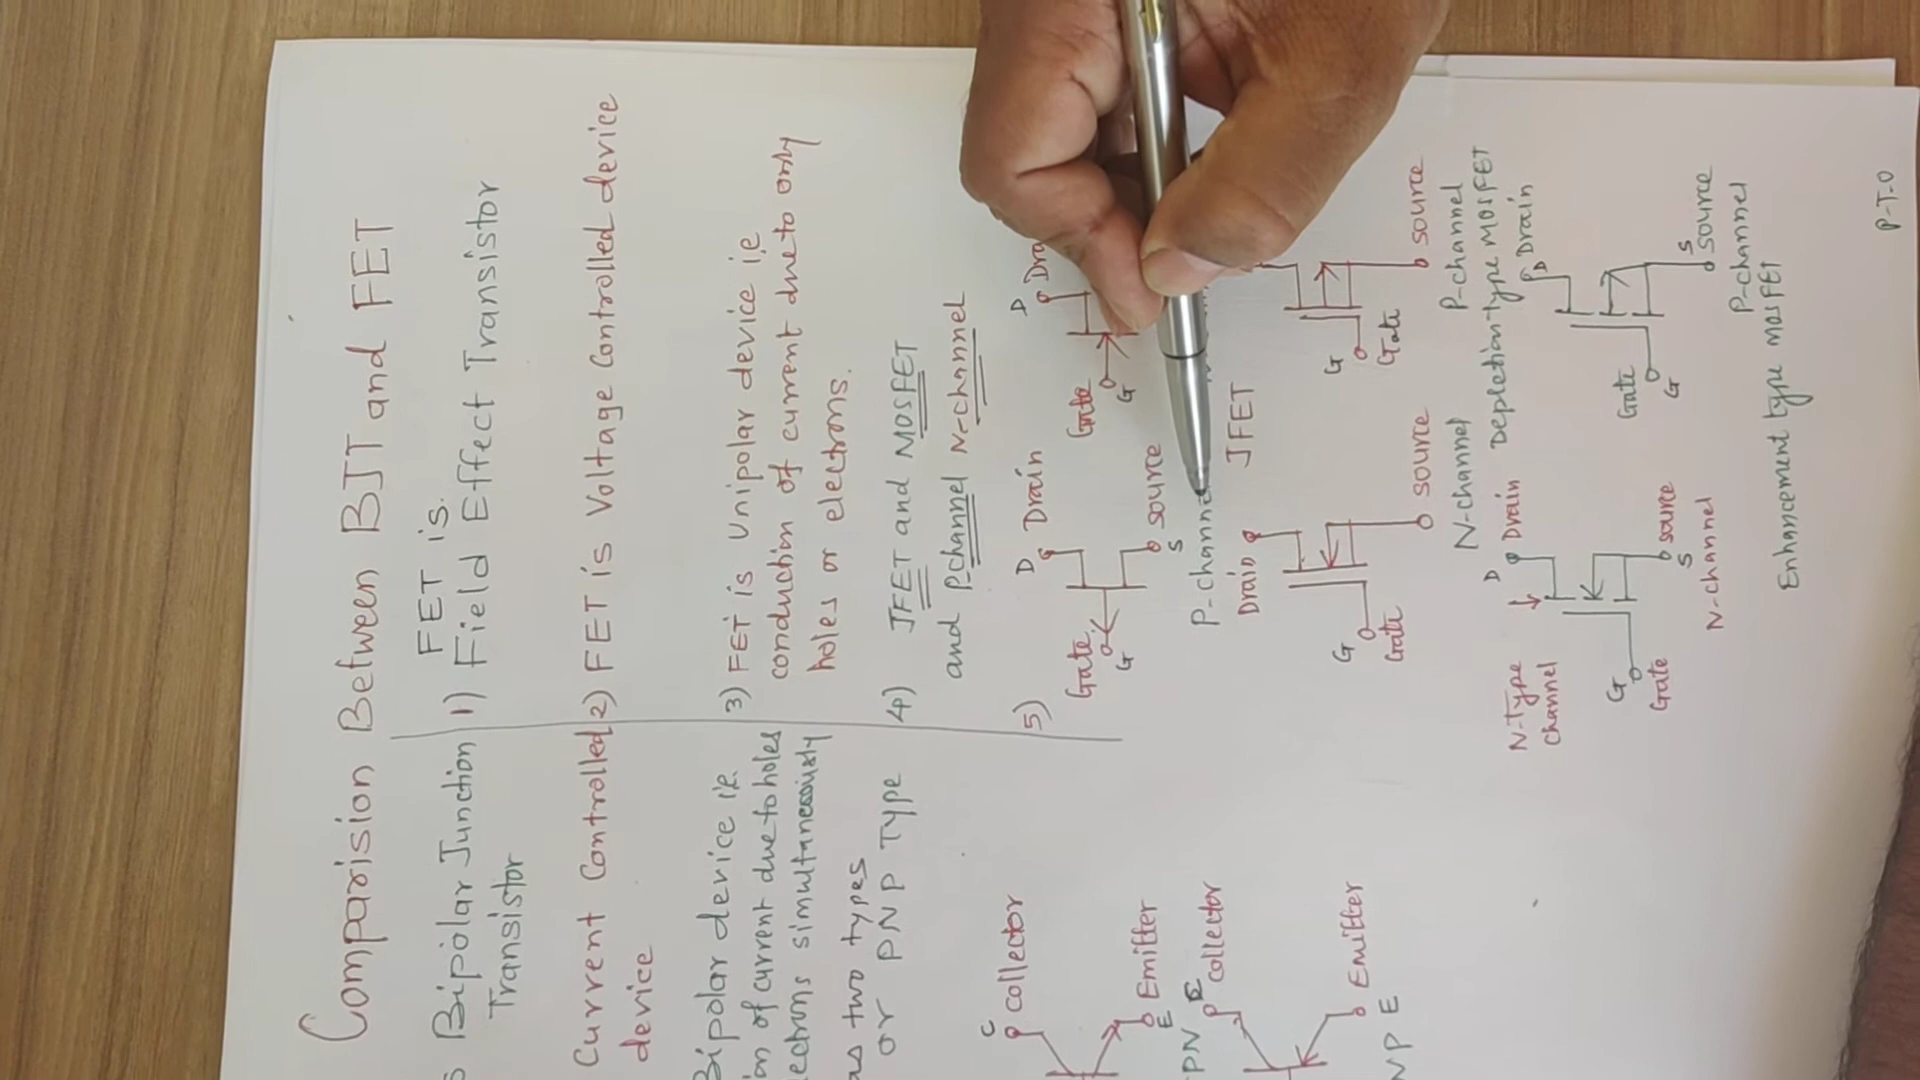 Comparision Between BJT and FET
Bipolar Junction
Transistor
Current Controlled
device
Bipolar device i.e.
of current due to holes
simultaneously
two types
or PNP Type
C Collector
E Emitter
Collector
Emitter
E
FET is
1) Field Effect Transistor
2) FET is Voltage Controlled device
3) FET is Unipolar device i.e
conduction of current due to only
holes or electrons.
4) JFET and MOSFET
and Pchannel N-channel
5)
D Drain
Gate
G
S source
D
Gate
G
JFET
Drain
G
Gate
source
N-channel
G
Gate
source
P-channel
Depletion type MOSFET
N-Type
channel
D Drain
G
Gate
S source
N-channel
D Drain
Gate
G
S source
P-channel
Enhancement type MOSFET
P.T.O